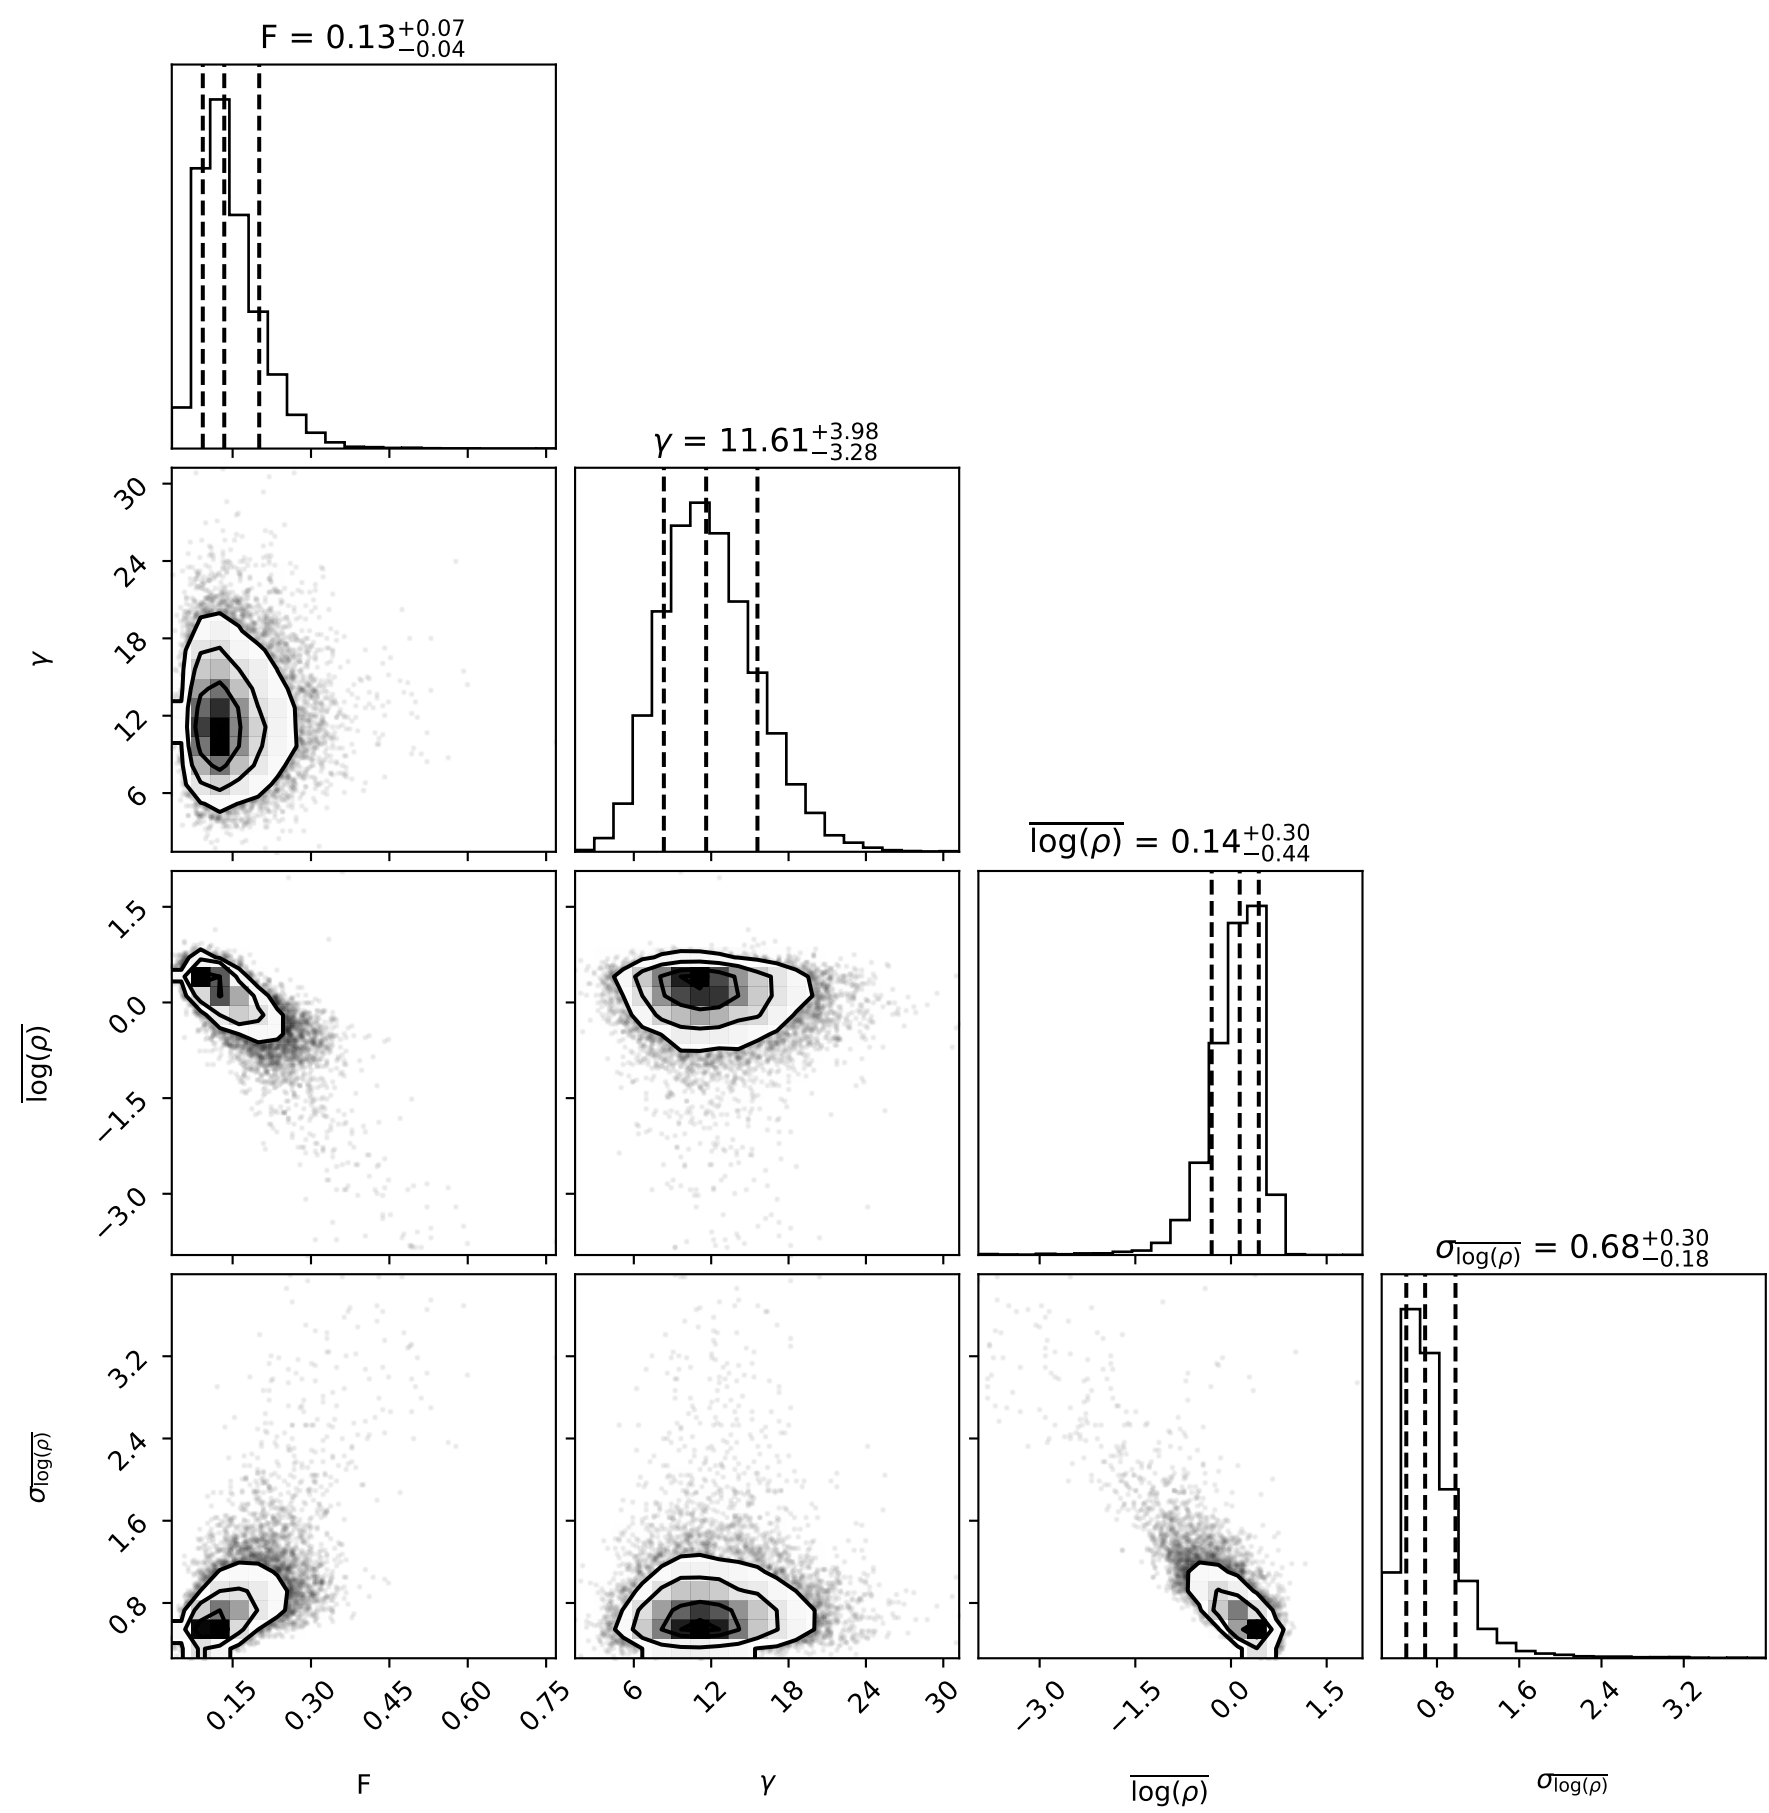 F = 0.13^{+0.07}_{−0.04}
γ = 11.61^{+3.98}_{−3.28}
30
24
18
12
6
γ
\overline{log(ρ)} = 0.14^{+0.30}_{−0.44}
1.5
0.0
−1.5
−3.0
\overline{log(ρ)}
σ_{\overline{log(ρ)}} = 0.68^{+0.30}_{−0.18}
3.2
2.4
1.6
0.8
σ_{\overline{log(ρ)}}
0.15 0.30 0.45 0.60 0.75 6 12 18 24 30 −3.0 −1.5 0.0 1.5 0.8 1.6 2.4 3.2
F γ \overline{log(ρ)} σ_{\overline{log(ρ)}}